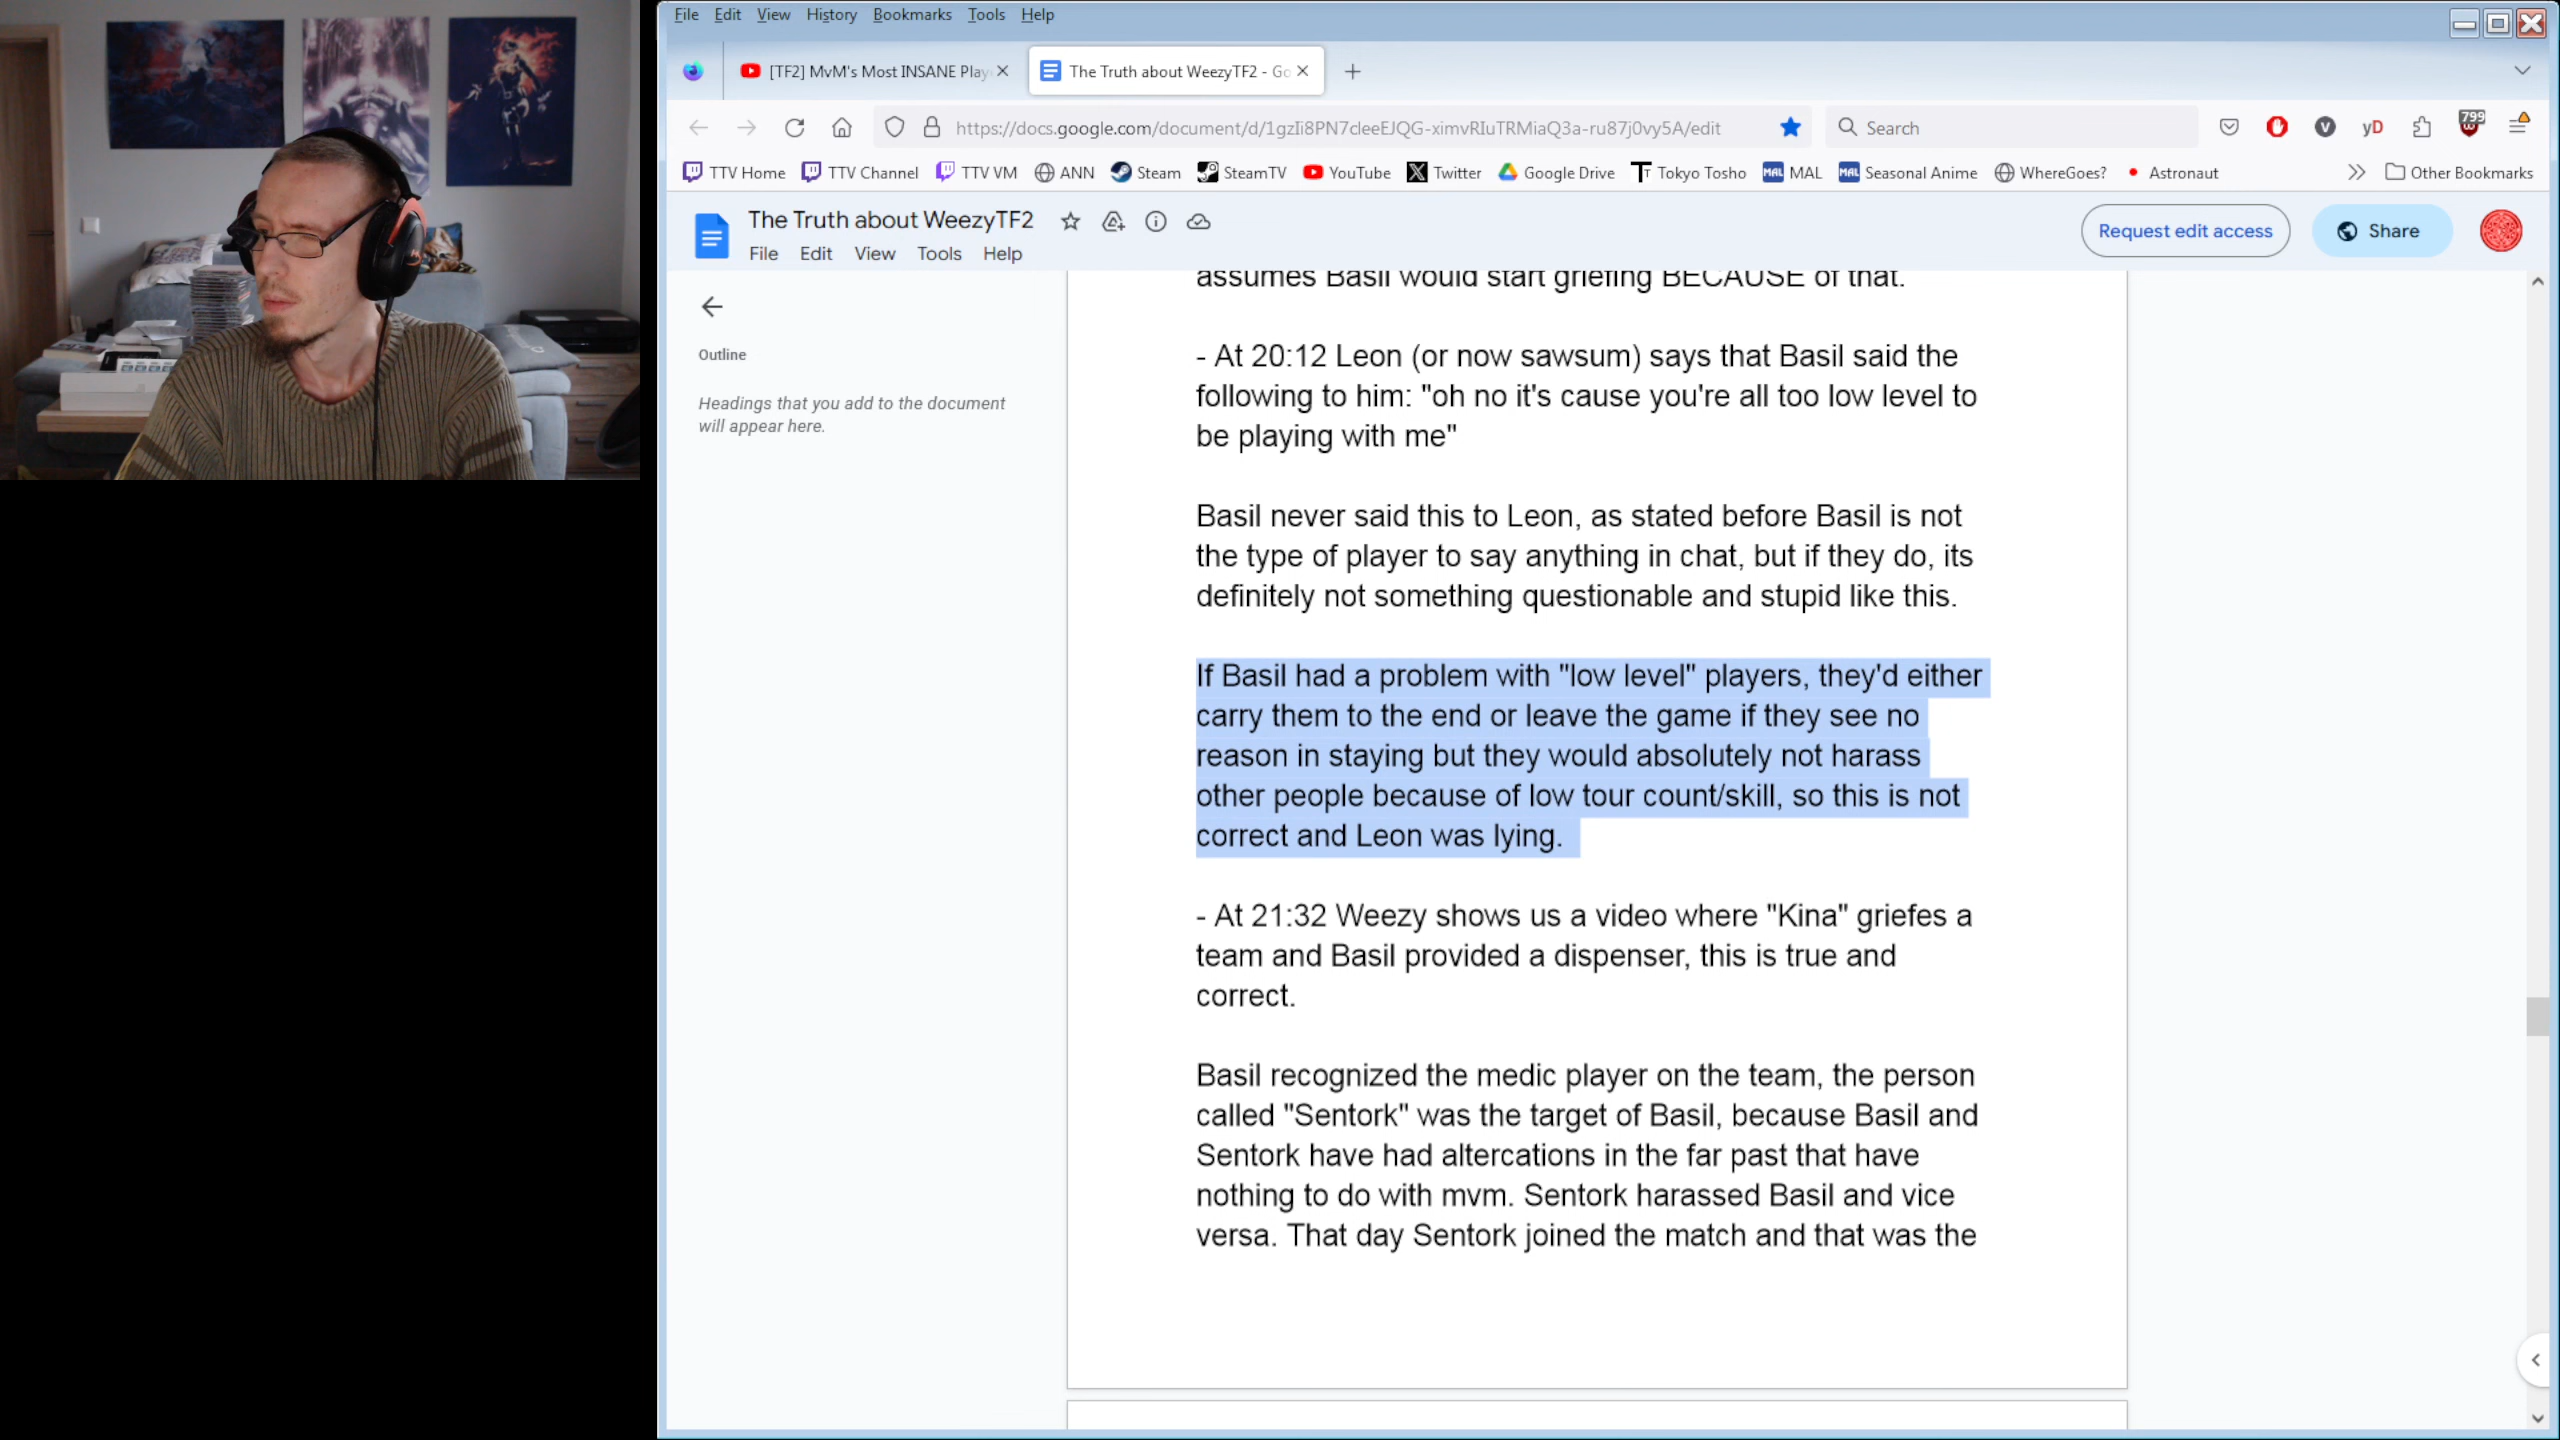 File Edit View History Bookmarks Tools Help
[TF2] MvM's Most INSANE Play
The Truth about WeezyTF2 - Go
https://docs.google.com/document/d/1gzIi8PN7cleeEJQG-ximvRIuTRMiaQ3a-ru87j0vy5A/edit
Search
799
TTV Home TTV Channel TTV VM ANN Steam SteamTV YouTube Twitter Google Drive Tokyo Tosho MAL Seasonal Anime WhereGoes? Astronaut Other Bookmarks
The Truth about WeezyTF2
File Edit View Tools Help
Request edit access
Share
Outline
Headings that you add to the document
will appear here.
assumes Basil would start griefing BECAUSE of that.
- At 20:12 Leon (or now sawsum) says that Basil said the
following to him: "oh no it's cause you're all too low level to
be playing with me"
Basil never said this to Leon, as stated before Basil is not
the type of player to say anything in chat, but if they do, its
definitely not something questionable and stupid like this.
If Basil had a problem with "low level" players, they'd either
carry them to the end or leave the game if they see no
reason in staying but they would absolutely not harass
other people because of low tour count/skill, so this is not
correct and Leon was lying.
- At 21:32 Weezy shows us a video where "Kina" griefes a
team and Basil provided a dispenser, this is true and
correct.
Basil recognized the medic player on the team, the person
called "Sentork" was the target of Basil, because Basil and
Sentork have had altercations in the far past that have
nothing to do with mvm. Sentork harassed Basil and vice
versa. That day Sentork joined the match and that was the